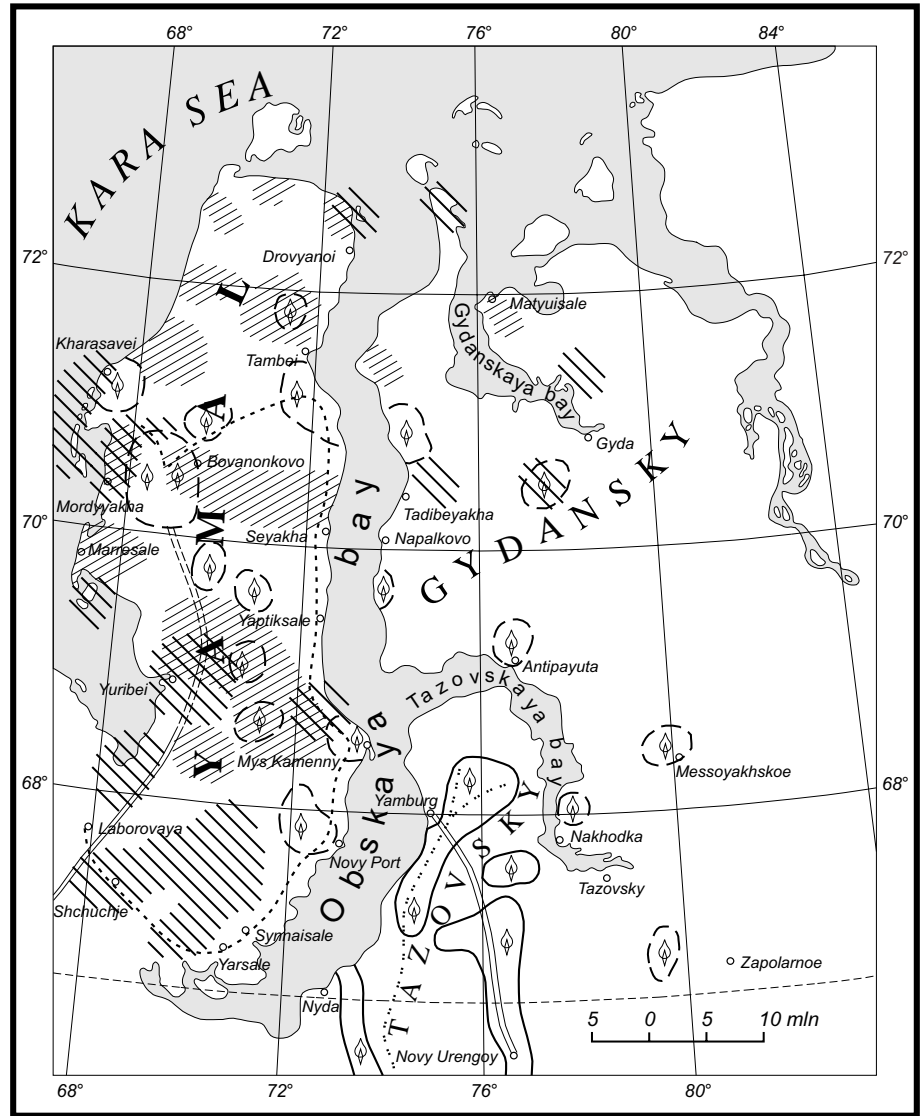 68° 72° 76° 80° 84°
KARA SEA
72° 72°
Drovyanoi
Matyuisale
Kharasavei
Tambei
Gydanskaya bay
Gyda
Bovanonkovo
Mordyyakha
Tadibeyakha
70° 70°
Seyakha
Napalkovo
Marresale
YAMAL
GYDANSKY
Yaptiksale
Antipayuta
Yuribei
Tazovskaya bay
Mys Kamenny
Messoyakhskoe
68° 68°
Obskaya bay
Yamburg
Laborovaya
Novy Port
Nakhodka
Tazovsky
TAZOVSKY
Shchuchje
Synnaisale
Yarsale
Zapolarnoe
Nyda
5 0 5 10 mln
Novy Urengoy
68° 72° 76° 80°